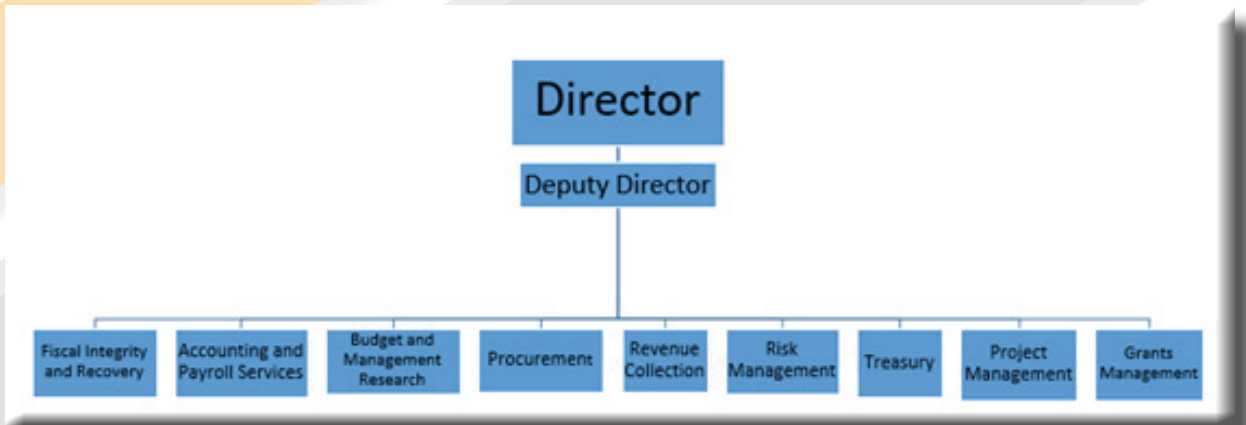 Director
Deputy Director
Fiscal Integrity
and Recovery
Accounting and
Payroll Services
Budget and
Management
Research
Procurement
Revenue
Collection
Risk
Management
Treasury
Project
Management
Grants
Management